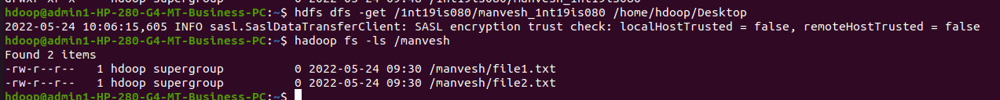 hdoop@admin1-HP-280-G4-MT-Business-PC:~$ hdfs dfs -get /1nt19is080/manvesh_1nt19is080 /home/hdoop/Desktop
2022-05-24 10:06:15,605 INFO sasl.SaslDataTransferClient: SASL encryption trust check: localHostTrusted = false, remoteHostTrusted = false
hdoop@admin1-HP-280-G4-MT-Business-PC:~$ hadoop fs -ls /manvesh
Found 2 items
-rw-r--r--   1 hdoop supergroup          0 2022-05-24 09:30 /manvesh/file1.txt
-rw-r--r--   1 hdoop supergroup          0 2022-05-24 09:30 /manvesh/file2.txt
hdoop@admin1-HP-280-G4-MT-Business-PC:~$